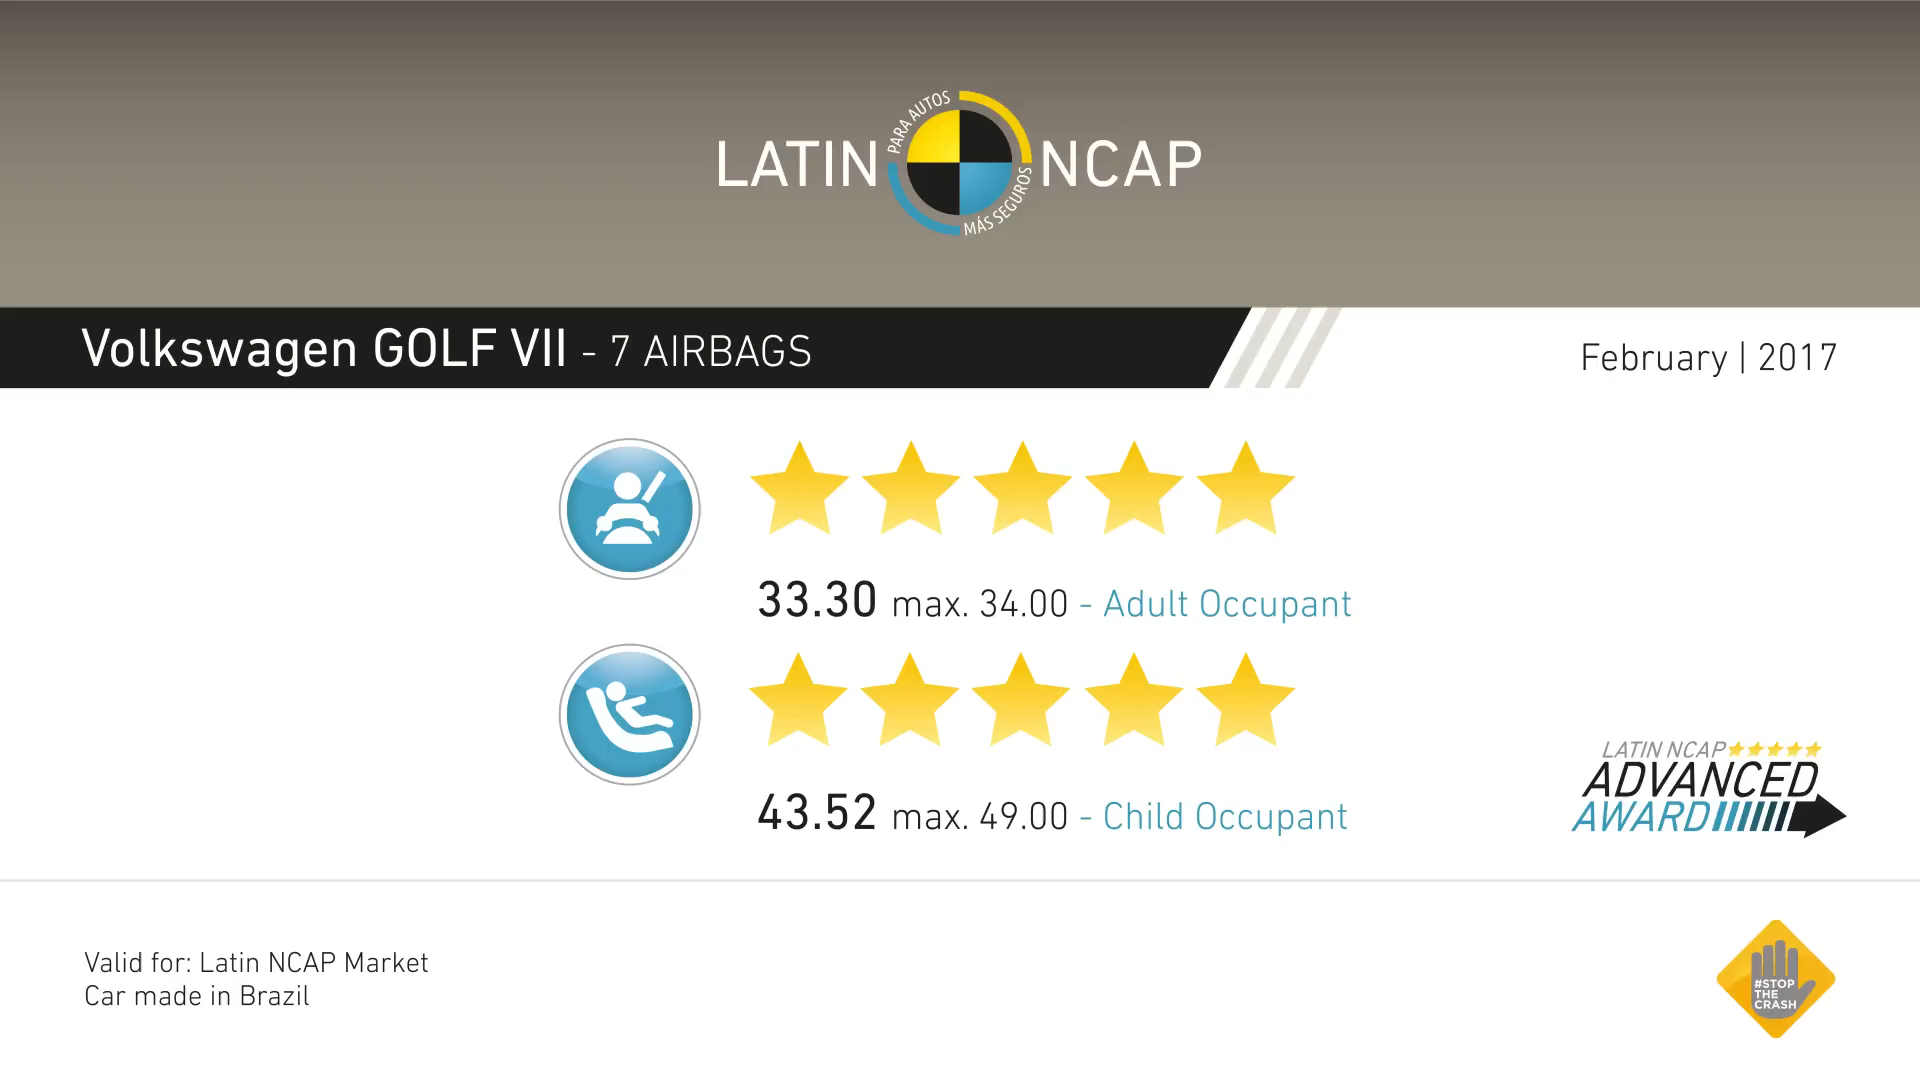 LATIN NCAP
PARA AUTOS
MÁS SEGUROS
Volkswagen GOLF VII - 7 AIRBAGS
February | 2017
33.30 max. 34.00 - Adult Occupant
43.52 max. 49.00 - Child Occupant
LATIN NCAP
ADVANCED
AWARD
Valid for: Latin NCAP Market
Car made in Brazil
#STOP
THE
CRASH